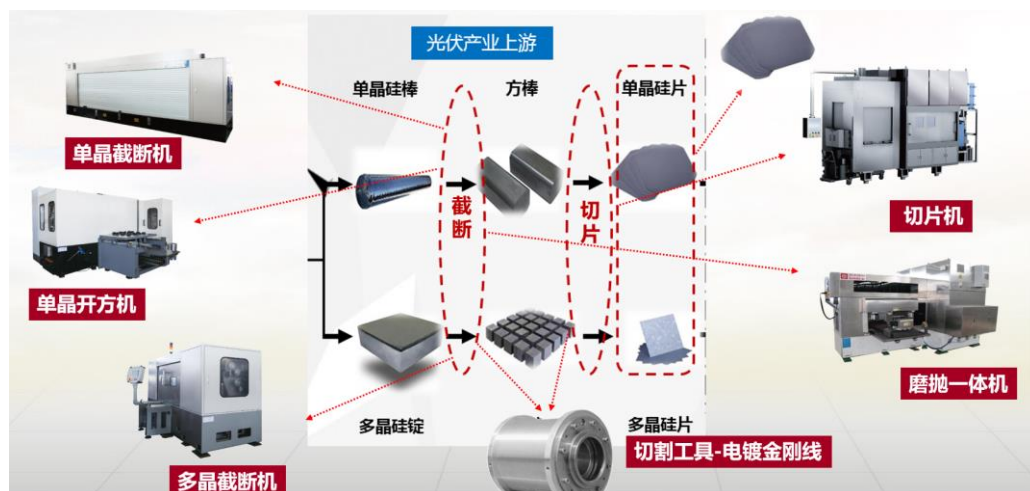 光伏产业上游
单晶硅棒
方棒
单晶硅片
单晶截断机
截断
切片
切片机
单晶开方机
磨抛一体机
多晶硅锭
多晶硅片
切割工具-电镀金刚线
多晶截断机